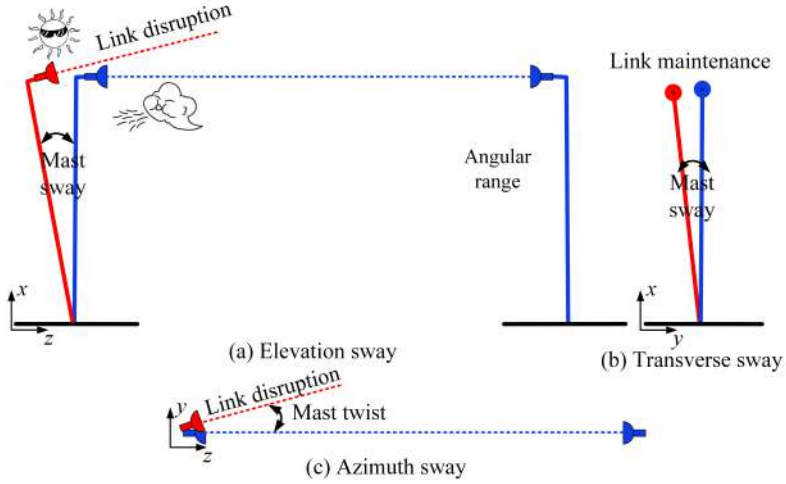 Link disruption
Link maintenance
Mast
sway
Angular
range
Mast
sway
x
z
x
y
(a) Elevation sway
(b) Transverse sway
Link disruption
y
Mast twist
z
(c) Azimuth sway